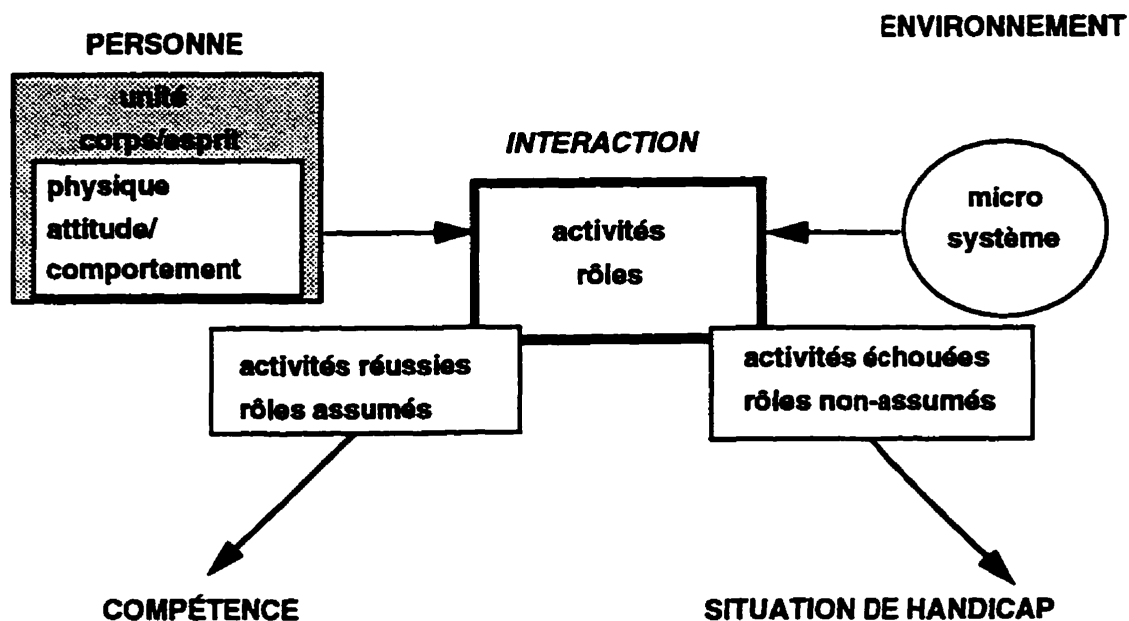 ENVIRONNEMENT
PERSONNE
unité
corps/esprit
physique
attitude/
comportement
INTERACTION
activités
rôles
micro
système
activités réussies
rôles assumés
activités échouées
rôles non-assumés
COMPÉTENCE
SITUATION DE HANDICAP